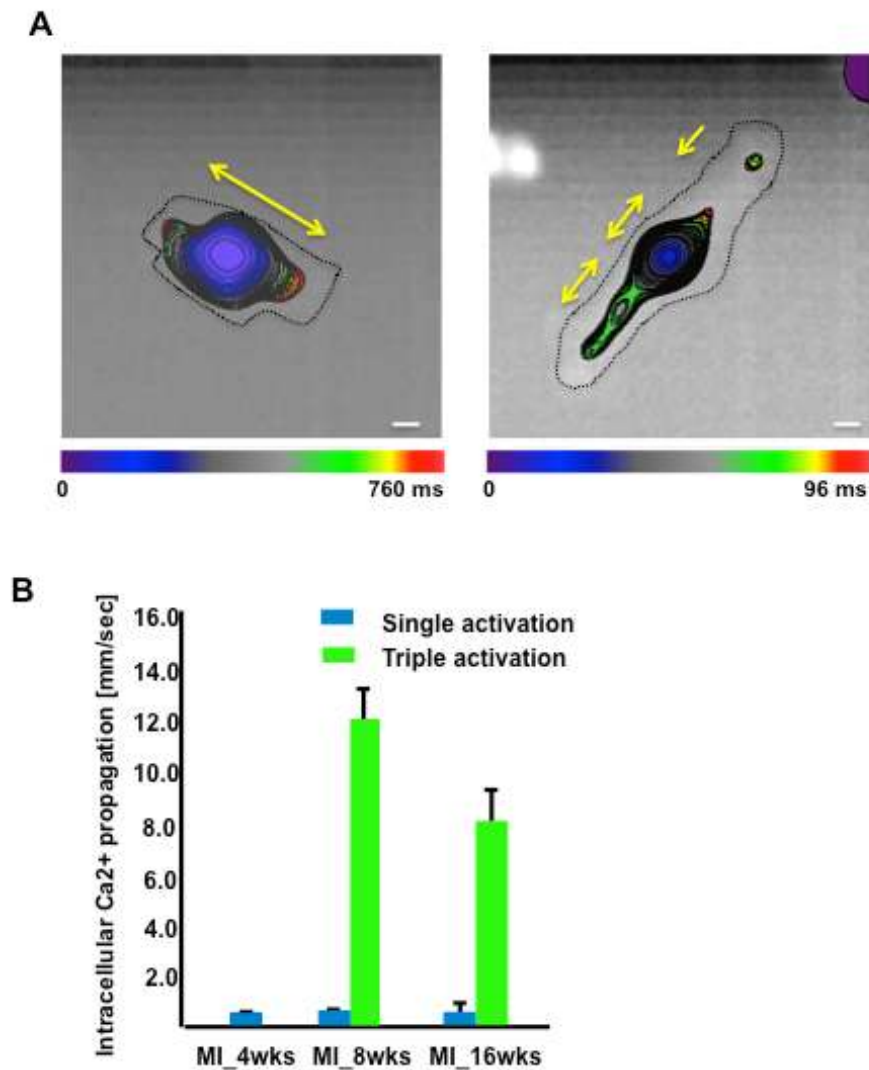 A
0 760 ms
0 96 ms
B
Intracellular Ca2+ propagation [mm/sec]
16.0
14.0
12.0
10.0
8.0
6.0
4.0
2.0
Single activation
Triple activation
MI_4wks MI_8wks MI_16wks